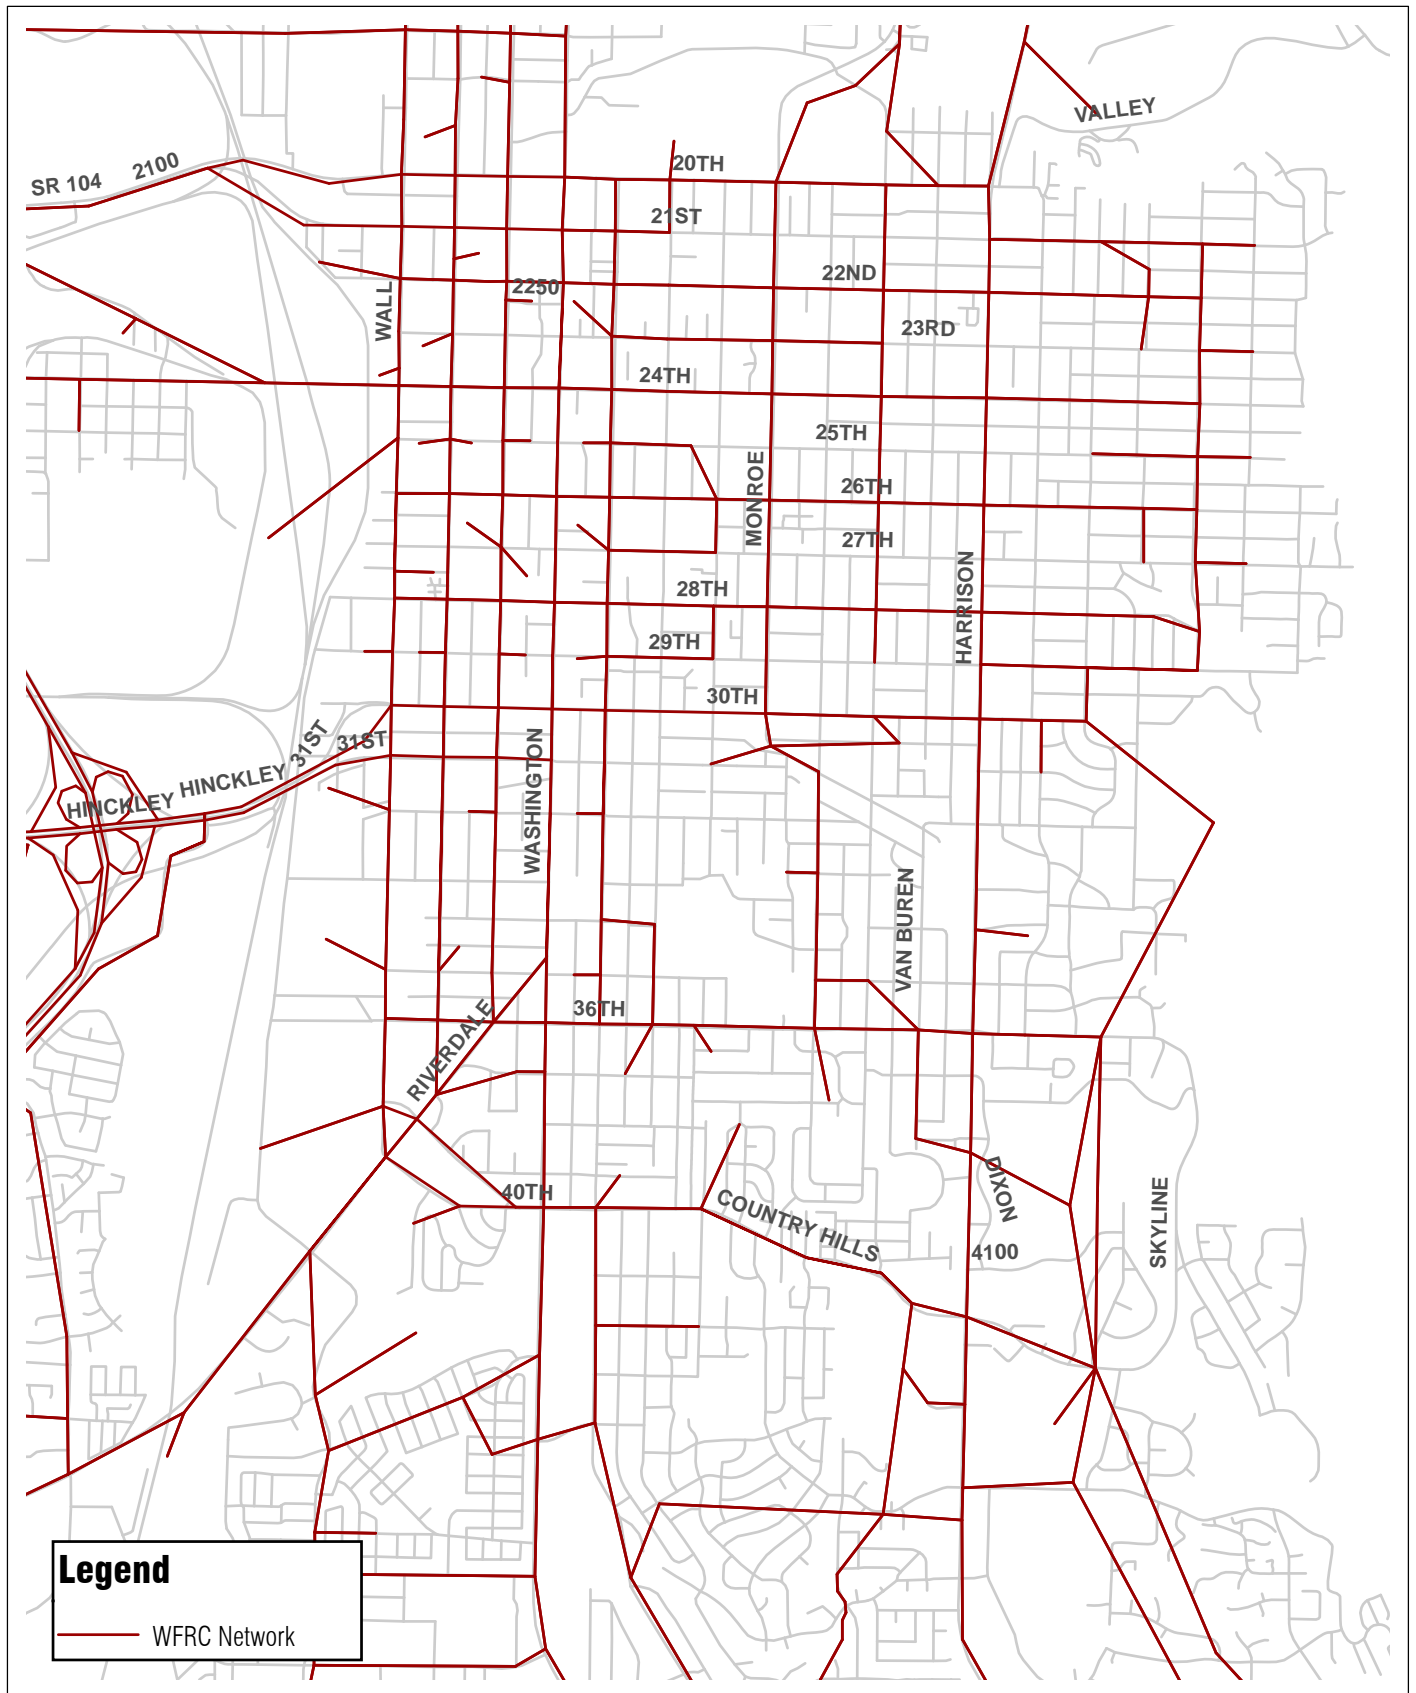 VALLEY
20TH
SR 104
2100
21ST
22ND
2250
WALL
23RD
24TH
25TH
MONROE
26TH
27TH
HARRISON
28TH
29TH
30TH
31ST
31ST
HINCKLEY
HINCKLEY
WASHINGTON
VAN BUREN
36TH
RIVERDALE
DIXON
40TH
COUNTRY HILLS
SKYLINE
4100
Legend
WFRC Network